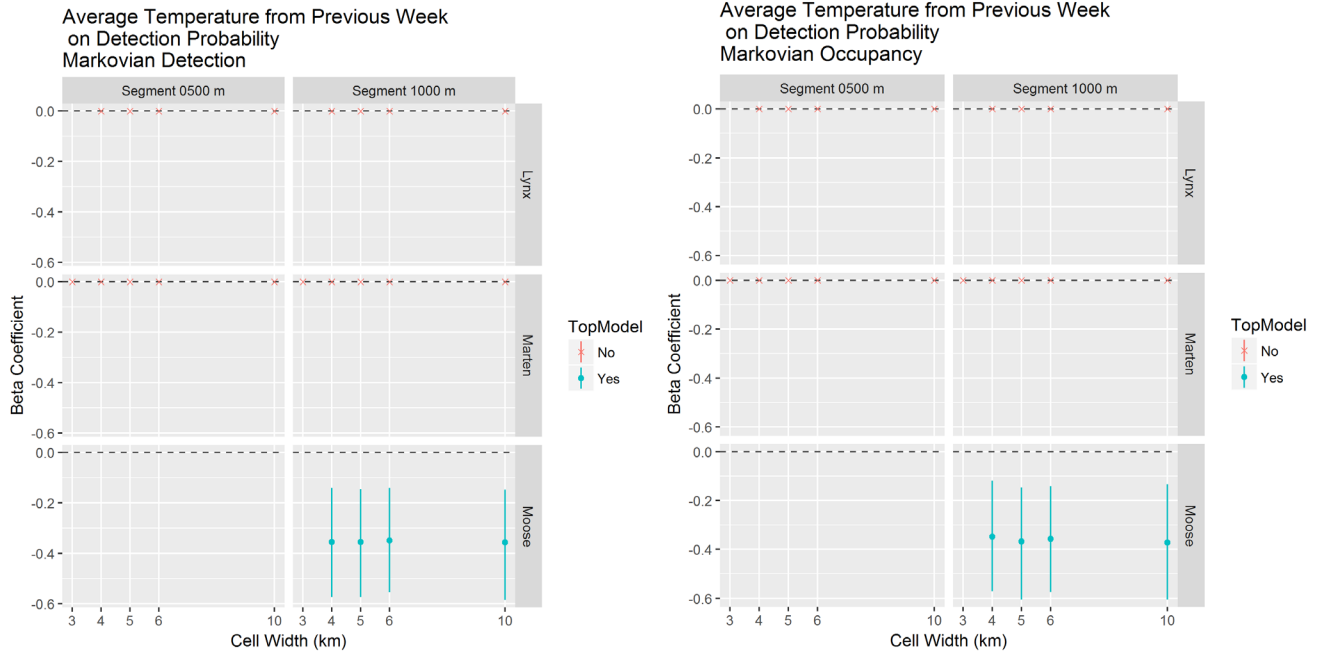 Average Temperature from Previous Week
on Detection Probability
Markovian Detection
Segment 0500 m
Segment 1000 m
0.0
-0.2
-0.4
-0.6
Lynx
0.0
-0.2
-0.4
-0.6
Marten
0.0
-0.2
-0.4
-0.6
Moose
3 4 5 6 10
3 4 5 6 10
Beta Coefficient
Cell Width (km)
TopModel
No
Yes
Average Temperature from Previous Week
on Detection Probability
Markovian Occupancy
Segment 0500 m
Segment 1000 m
0.0
-0.2
-0.4
-0.6
Lynx
0.0
-0.2
-0.4
-0.6
Marten
0.0
-0.2
-0.4
-0.6
Moose
3 4 5 6 10
3 4 5 6 10
Beta Coefficient
Cell Width (km)
TopModel
No
Yes